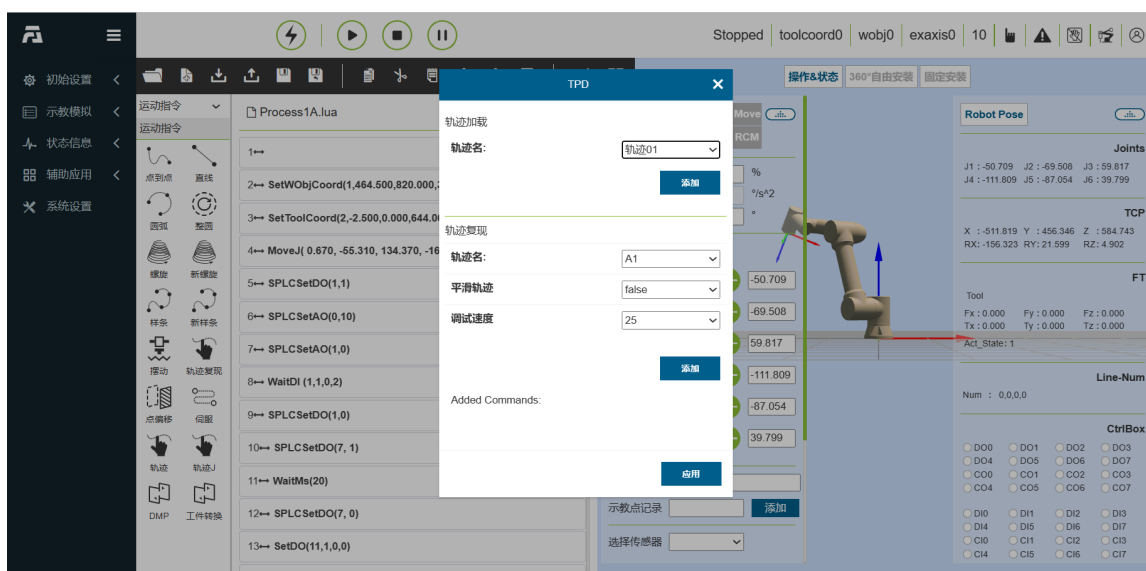 Stopped toolcoord0 wobj0 exaxis0 10
初始设置
示教模拟
状态信息
辅助应用
系统设置
运动指令
运动指令
点到点 直线
圆弧 整圆
螺旋 新螺旋
样条 新样条
摆动 轨迹复现
点偏移 伺服
轨迹 轨迹J
DMP 工件转换
Process1A.lua
1
2 SetWObjCoord(1,464.500,820.000,
3 SetToolCoord(2,-2.500,0.000,644.0
4 MoveJ( 0.670, -55.310, 134.370, -16
5 SPLCSetDO(1,1)
6 SPLCSetAO(0,10)
7 SPLCSetAO(1,0)
8 WaitDI (1,1,0,2)
9 SPLCSetDO(1,0)
10 SPLCSetDO(7, 1)
11 WaitMs(20)
12 SPLCSetDO(7, 0)
13 SetDO(11,1,0,0)
TPD
轨迹加载
轨迹名: 轨迹01
添加
轨迹复现
轨迹名: A1
平滑轨迹 false
调试速度 25
添加
Added Commands:
应用
Move
RCM
%
°/s^2
°
-50.709
-69.508
59.817
-111.809
-87.054
39.799
示教点记录 添加
选择传感器
操作&状态 360°自由安装 固定安装
Robot Pose
Joints
J1 : -50.709 J2 : -69.508 J3 : 59.817
J4 : -111.809 J5 : -87.054 J6 : 39.799
TCP
X : -511.819 Y : 456.346 Z : 584.743
RX: -156.323 RY: 21.599 RZ: 4.902
FT
Tool
Fx : 0.000 Fy : 0.000 Fz : 0.000
Tx : 0.000 Ty : 0.000 Tz : 0.000
Act_State: 1
Line-Num
Num : 0,0,0,0
CtrlBox
DO0 DO1 DO2 DO3
DO4 DO5 DO6 DO7
CO0 CO1 CO2 CO3
CO4 CO5 CO6 CO7
DI0 DI1 DI2 DI3
DI4 DI5 DI6 DI7
CI0 CI1 CI2 CI3
CI4 CI5 CI6 CI7